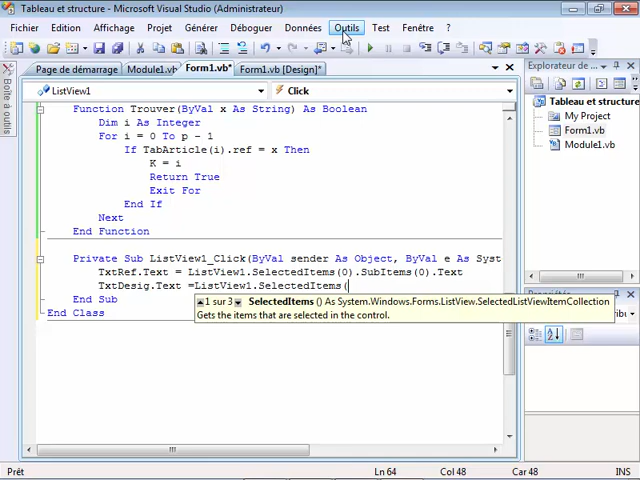 Tableau et structure - Microsoft Visual Studio (Administrateur)
Fichier Edition Affichage Projet Générer Déboguer Données Outils Test Fenêtre ?
Page de démarrage Module1.vb* Form1.vb* Form1.vb [Design]*
Explorateur de
Boîte à outils
ListView1
Click
Tableau et structure
My Project
Form1.vb
Module1.vb
Function Trouver(ByVal x As String) As Boolean
Dim i As Integer
For i = 0 To p - 1
If TabArticle(i).ref = x Then
K = i
Return True
Exit For
End If
Next
End Function
Private Sub ListView1_Click(ByVal sender As Object, ByVal e As Syst
TxtRef.Text = ListView1.SelectedItems(0).SubItems(0).Text
TxtDesig.Text =ListView1.SelectedItems(
End Sub
End Class
1 sur 3 SelectedItems () As System.Windows.Forms.ListView.SelectedListViewItemCollection
Gets the items that are selected in the control.
Prêt
Ln 64
Col 48
Car 48
INS